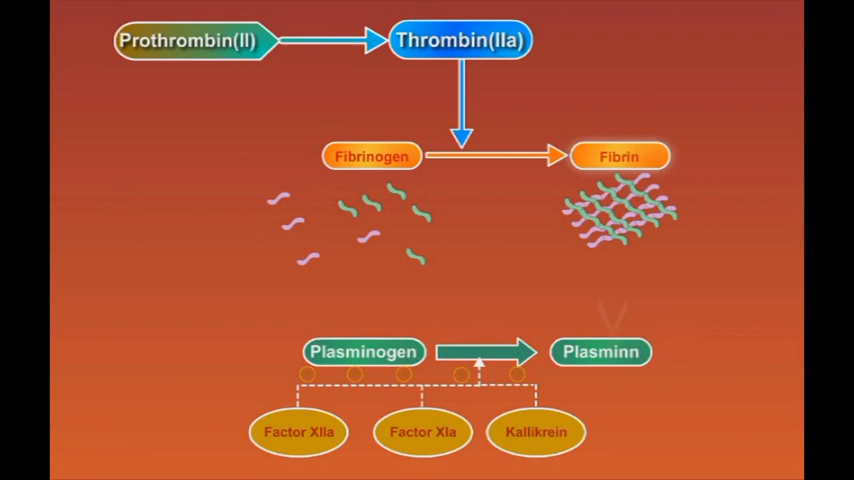 Prothrombin(II)
Thrombin(IIa)
Fibrinogen
Fibrin
Plasminogen
Plasminn
Factor XIIa
Factor XIa
Kallikrein